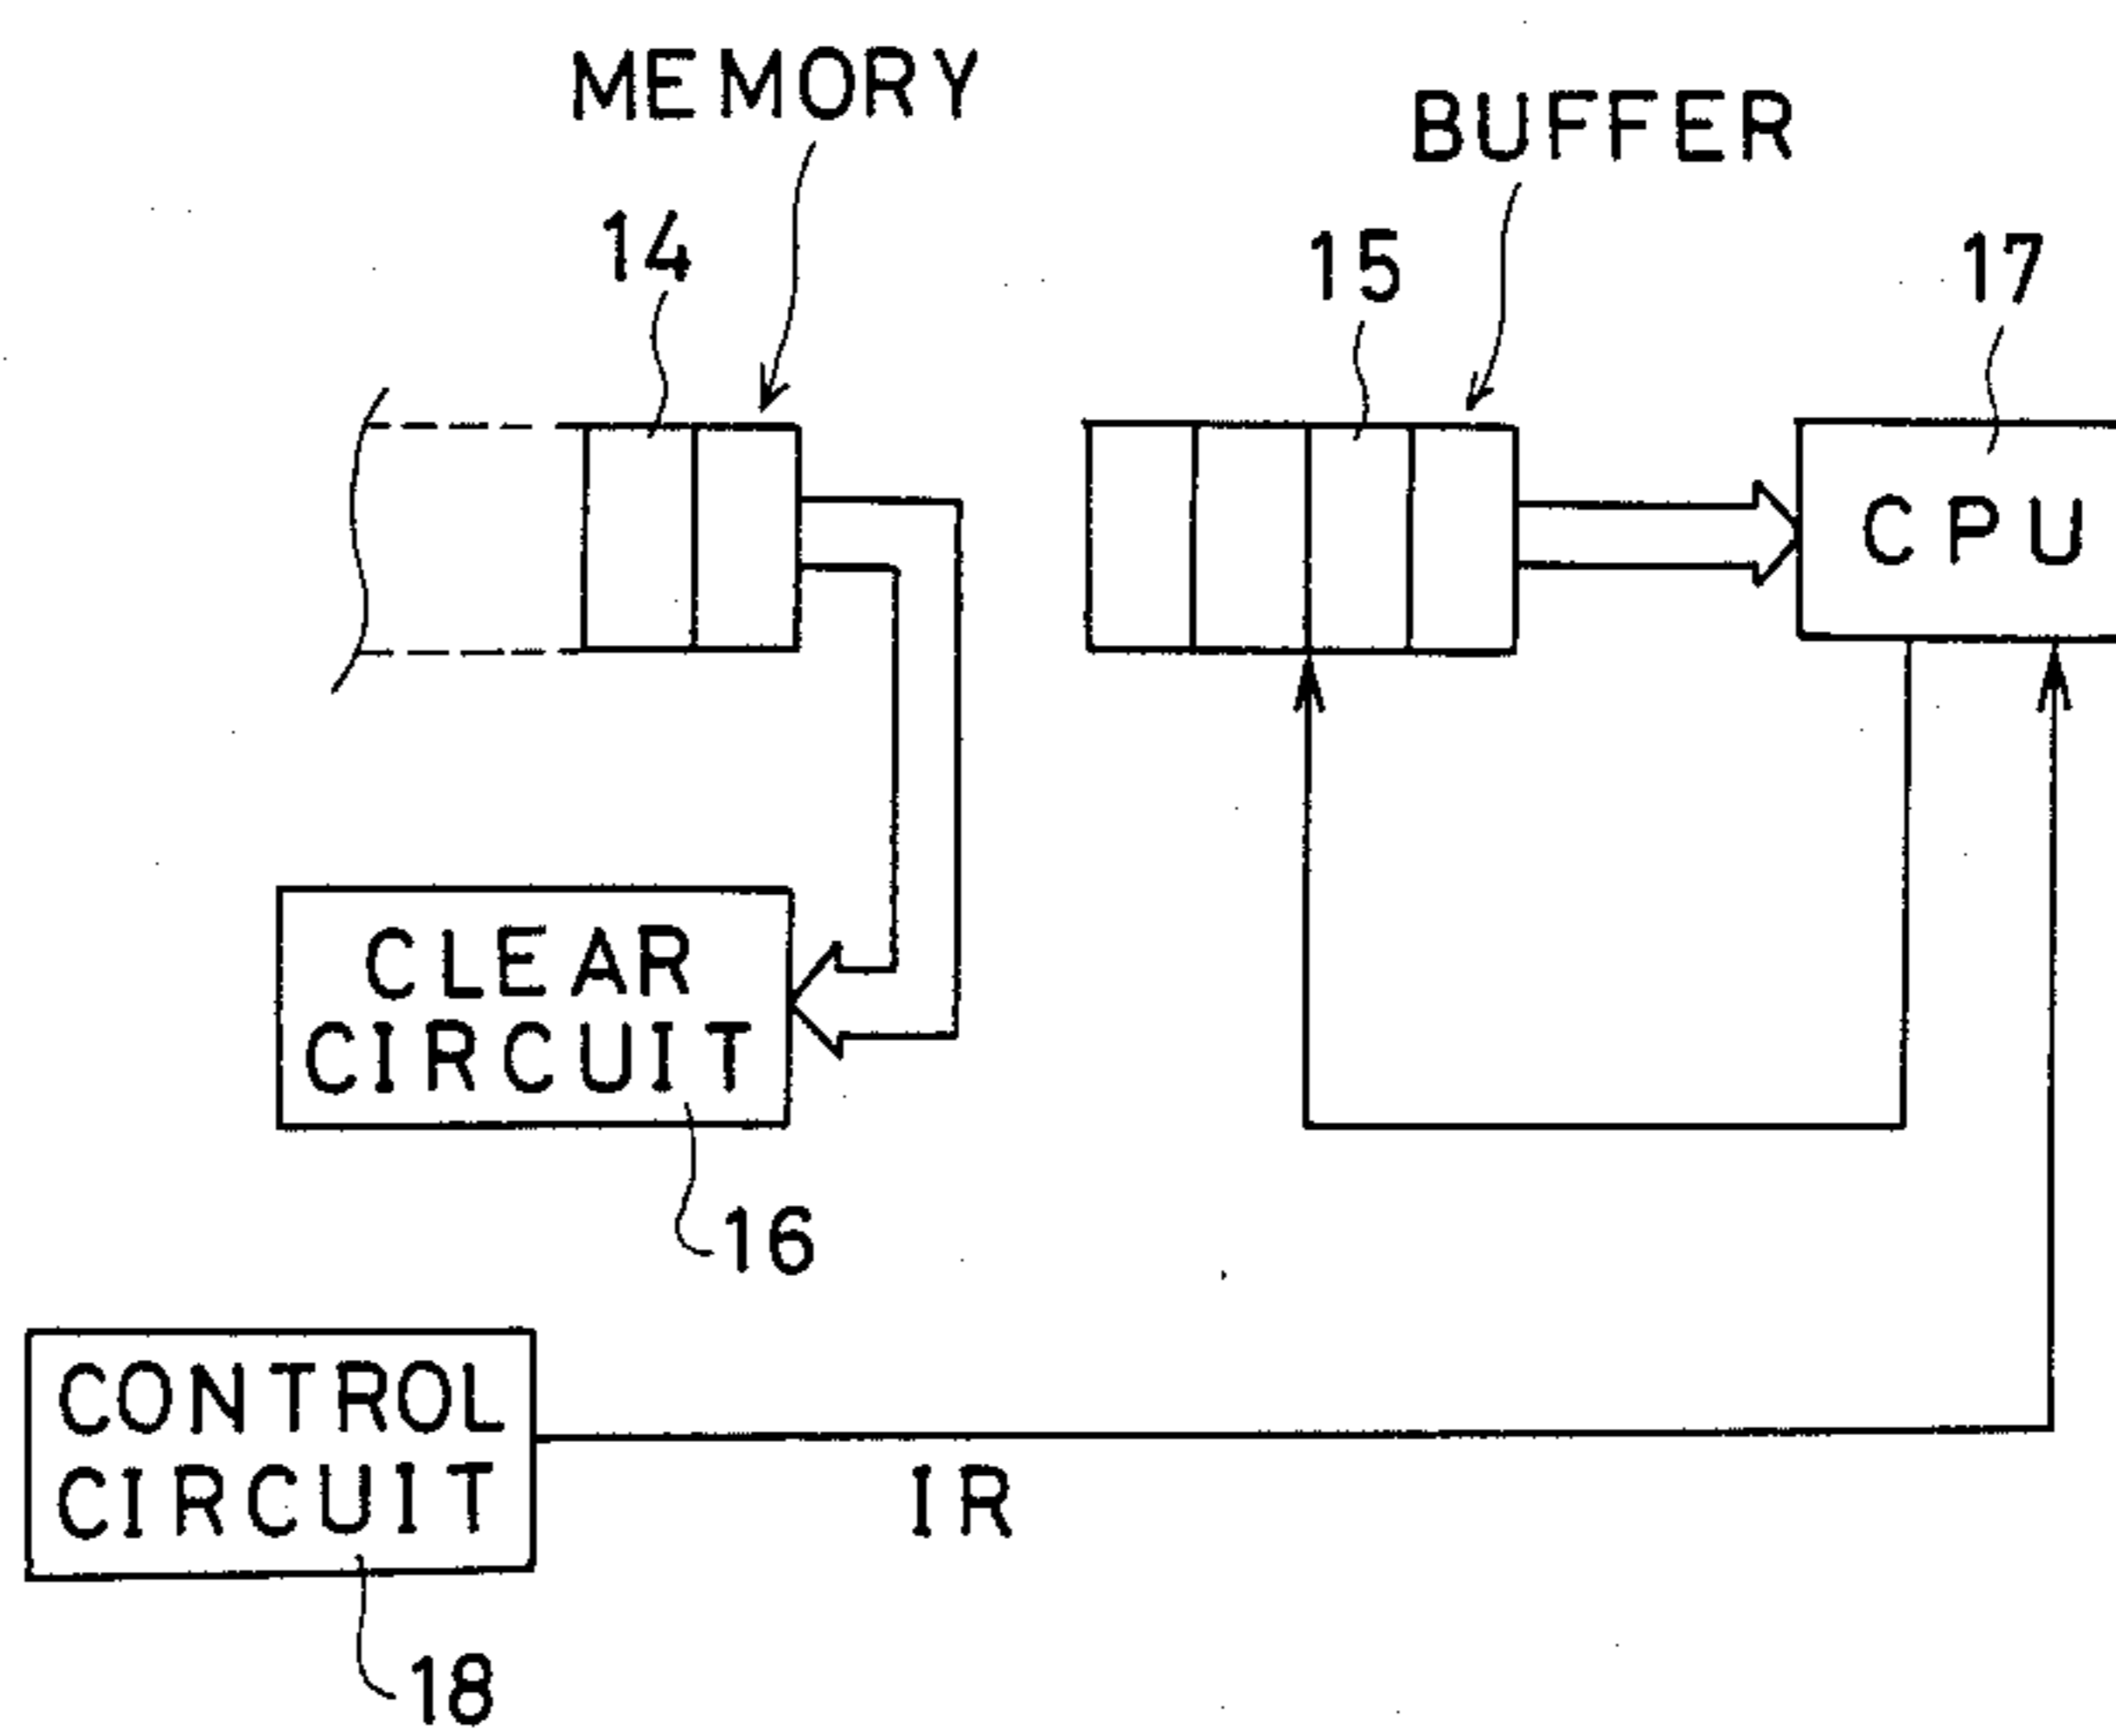 MEMORY
BUFFER
14
15
17
CPU
CLEAR
CIRCUIT
16
CONTROL
CIRCUIT
IR
18